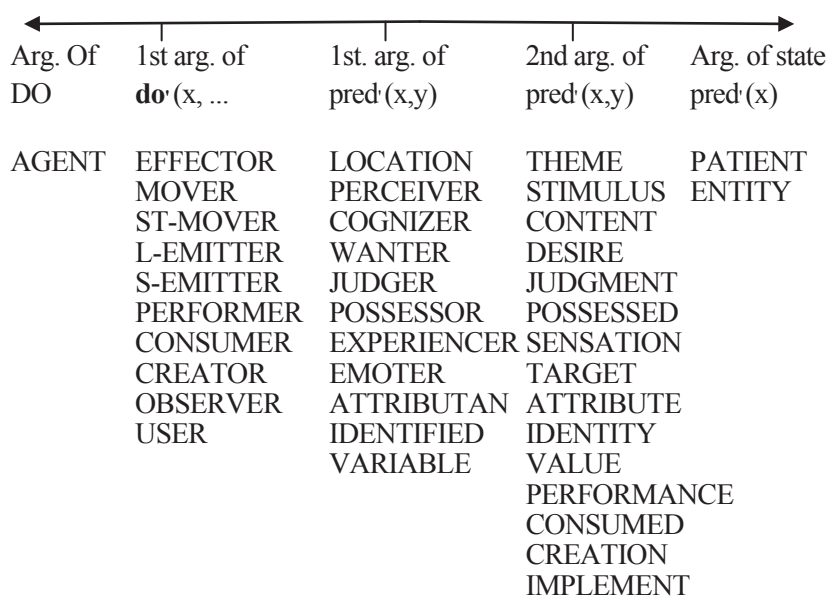 Arg. Of 1st arg. of 1st. arg. of 2nd arg. of Arg. of state
DO do' (x, ... pred' (x,y) pred' (x,y) pred' (x)
AGENT EFFECTOR LOCATION THEME PATIENT
MOVER PERCEIVER STIMULUS ENTITY
ST-MOVER COGNIZER CONTENT
L-EMITTER WANTER DESIRE
S-EMITTER JUDGER JUDGMENT
PERFORMER POSSESSOR POSSESSED
CONSUMER EXPERIENCER SENSATION
CREATOR EMOTER TARGET
OBSERVER ATTRIBUTAN ATTRIBUTE
USER IDENTIFIED IDENTITY
VARIABLE VALUE
PERFORMANCE
CONSUMED
CREATION
IMPLEMENT